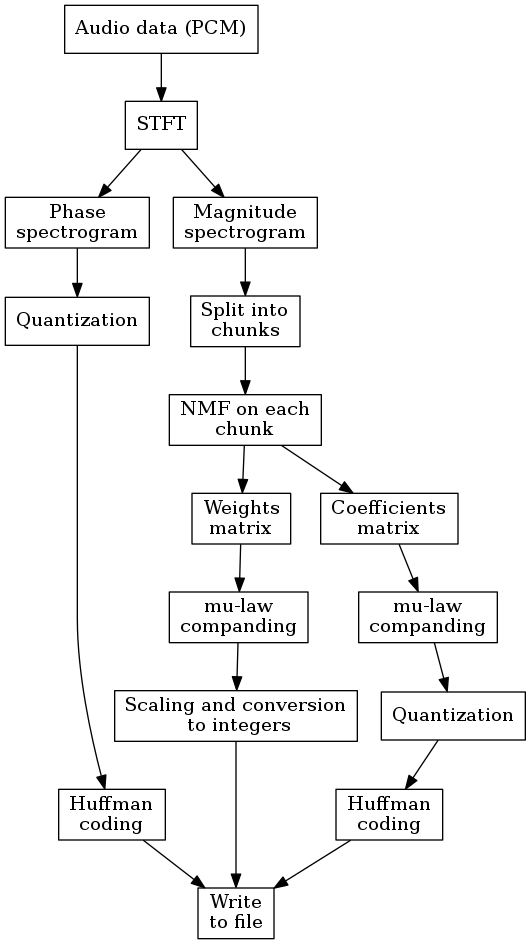 Audio data (PCM)
STFT
Phase
spectrogram
Magnitude
spectrogram
Quantization
Split into
chunks
NMF on each
chunk
Weights
matrix
Coefficients
matrix
mu-law
companding
mu-law
companding
Scaling and conversion
to integers
Quantization
Huffman
coding
Huffman
coding
Write
to file